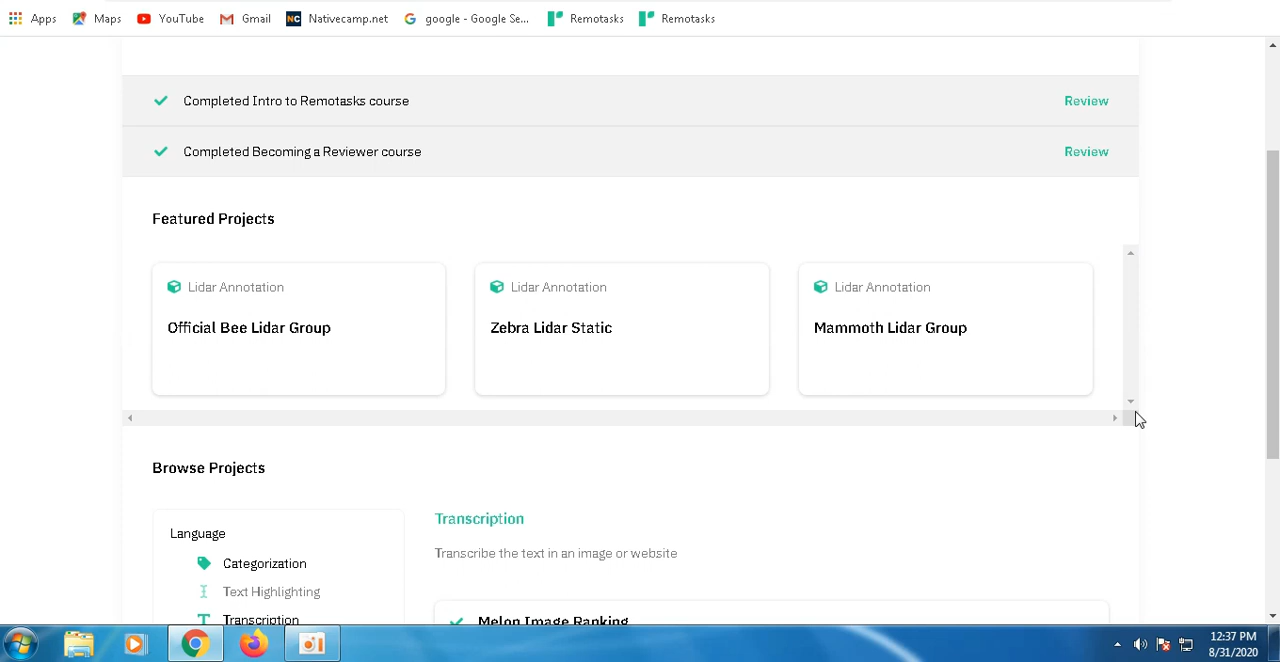 Apps Maps YouTube Gmail Nativecamp.net google - Google Se... Remotasks Remotasks
Completed Intro to Remotasks course Review
Completed Becoming a Reviewer course Review
Featured Projects
Lidar Annotation Lidar Annotation Lidar Annotation
Official Bee Lidar Group Zebra Lidar Static Mammoth Lidar Group
Browse Projects
Language
Transcription
Categorization
Transcribe the text in an image or website
Text Highlighting
Transcription
Melon Image Ranking
12:37 PM
8/31/2020